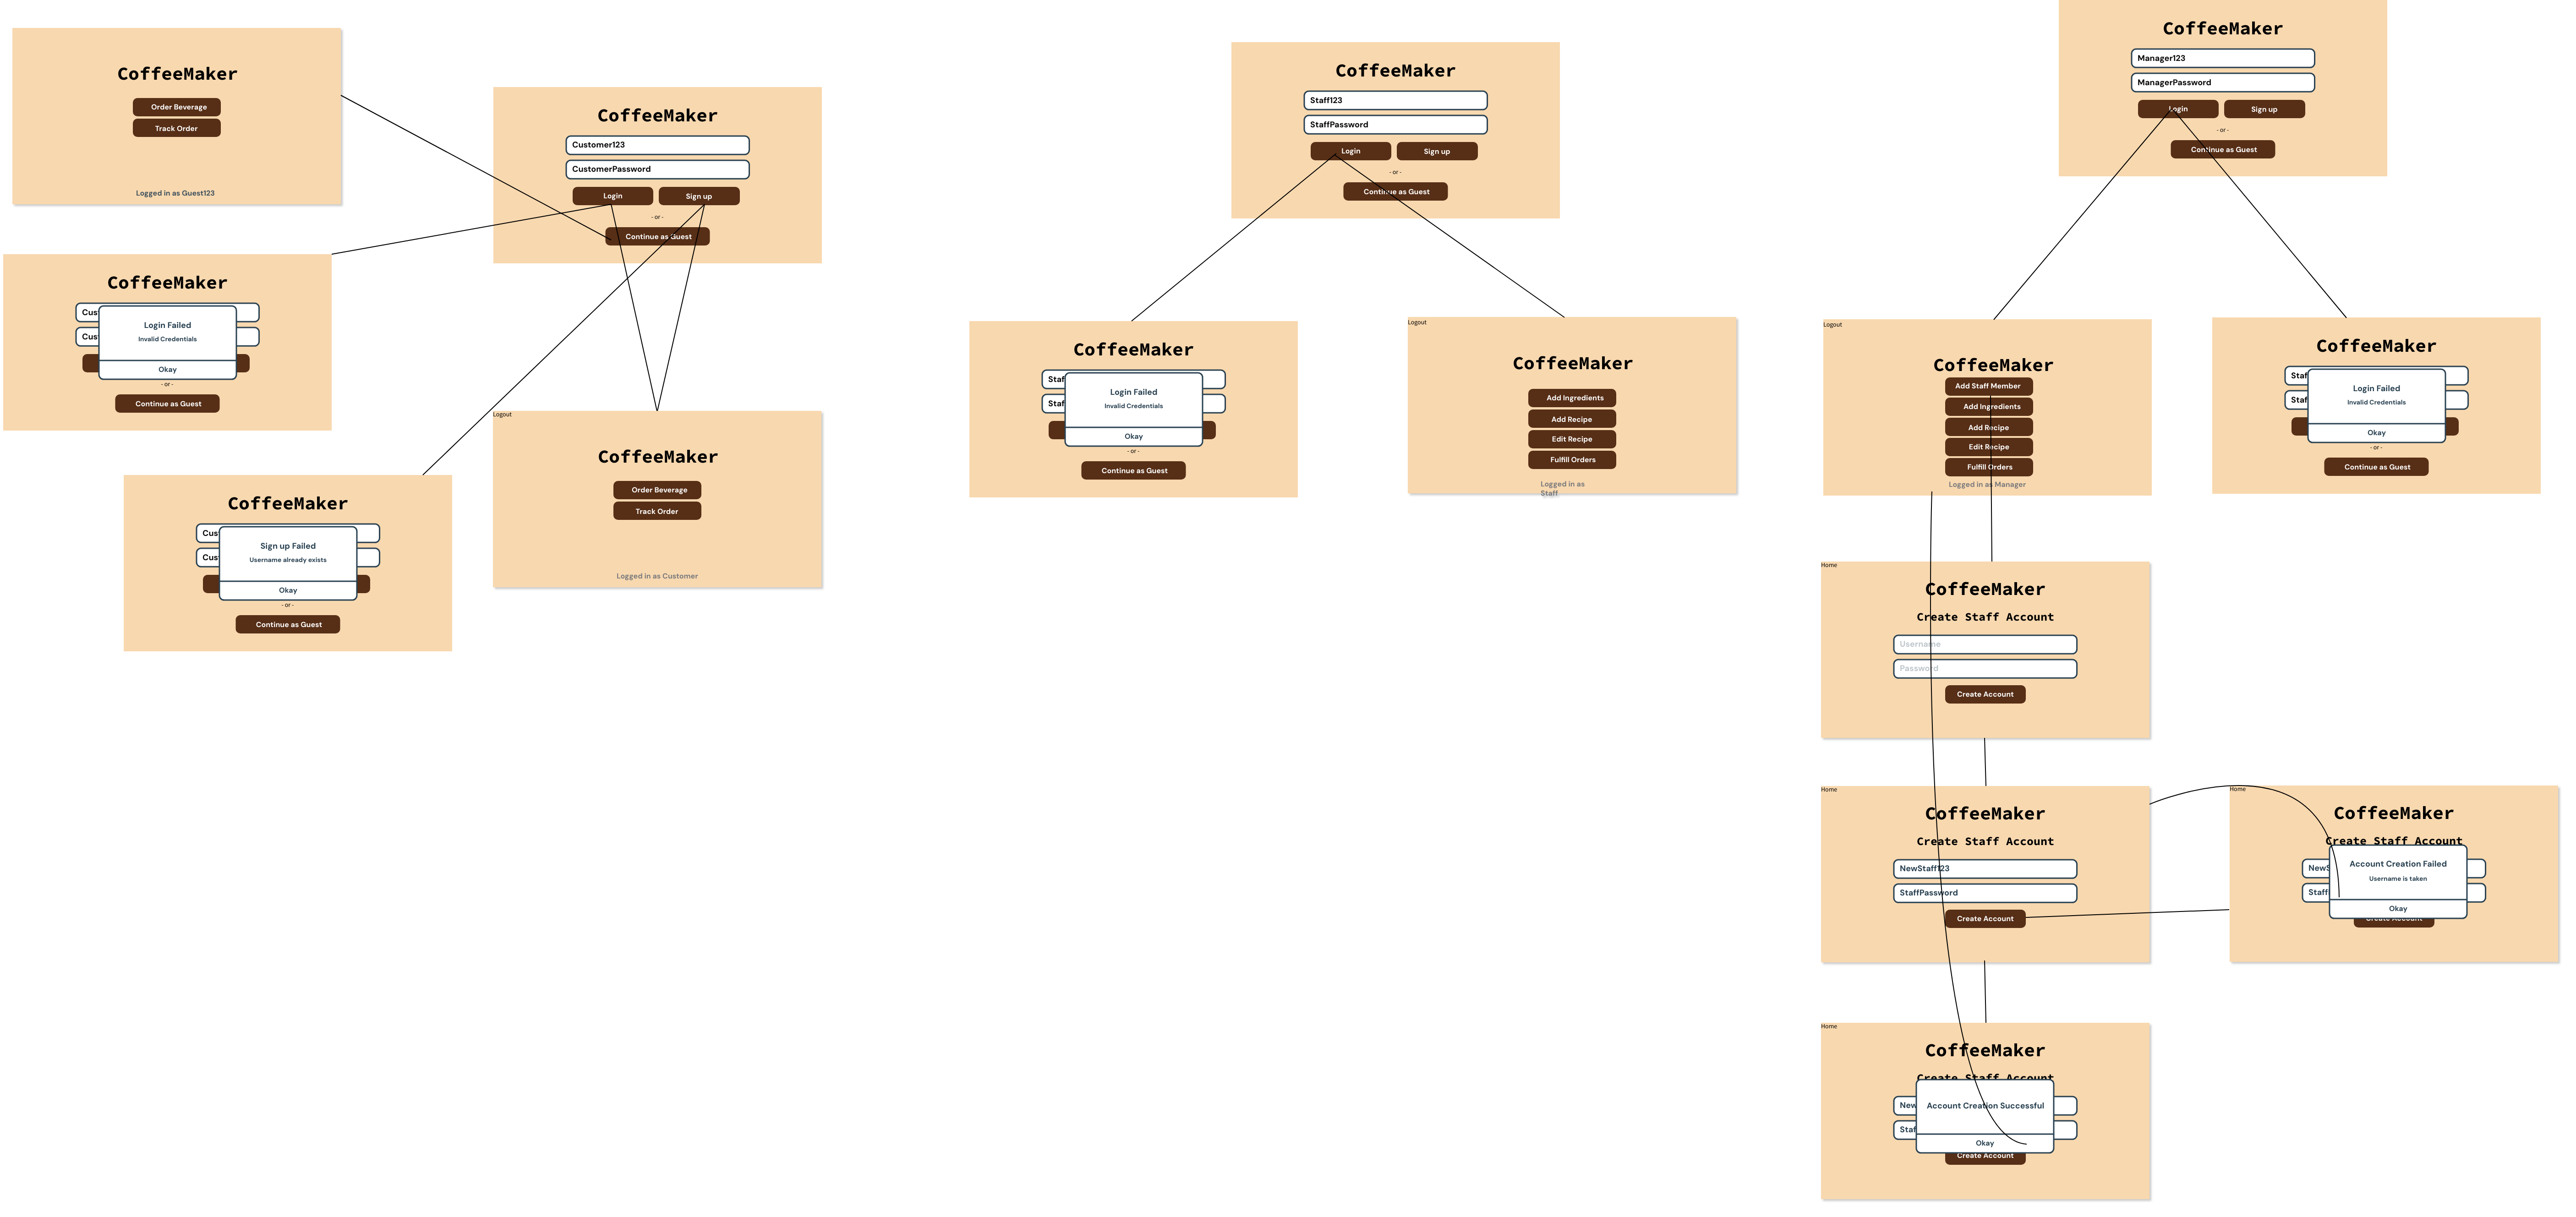 CoffeeMaker
Order Beverage
Track Order
Logged in as Guest123
CoffeeMaker
Customer123
CustomerPassword
Login Sign up
- or -
Continue as Guest
CoffeeMaker
Cus
Cus
Login Failed
Invalid Credentials
Okay
- or -
Continue as Guest
CoffeeMaker
Cus
Cus
Sign up Failed
Username already exists
Okay
- or -
Continue as Guest
Logout
CoffeeMaker
Order Beverage
Track Order
Logged in as Customer
CoffeeMaker
Staff123
StaffPassword
Login Sign up
- or -
Continue as Guest
CoffeeMaker
Staf
Staf
Login Failed
Invalid Credentials
Okay
- or -
Continue as Guest
Logout
CoffeeMaker
Add Ingredients
Add Recipe
Edit Recipe
Fulfill Orders
Logged in as
Staff
CoffeeMaker
Manager123
ManagerPassword
Login Sign up
- or -
Continue as Guest
Logout
CoffeeMaker
Add Staff Member
Add Ingredients
Add Recipe
Edit Recipe
Fulfill Orders
Logged in as Manager
CoffeeMaker
Staf
Staf
Login Failed
Invalid Credentials
Okay
- or -
Continue as Guest
Home
CoffeeMaker
Create Staff Account
Username
Password
Create Account
Home
CoffeeMaker
Create Staff Account
NewStaff123
StaffPassword
Create Account
Home
CoffeeMaker
Create Staff Account
NewS
Staff
Account Creation Failed
Username is taken
Okay
Create Account
Home
CoffeeMaker
Create Staff Account
New
Staf
Account Creation Successful
Okay
Create Account